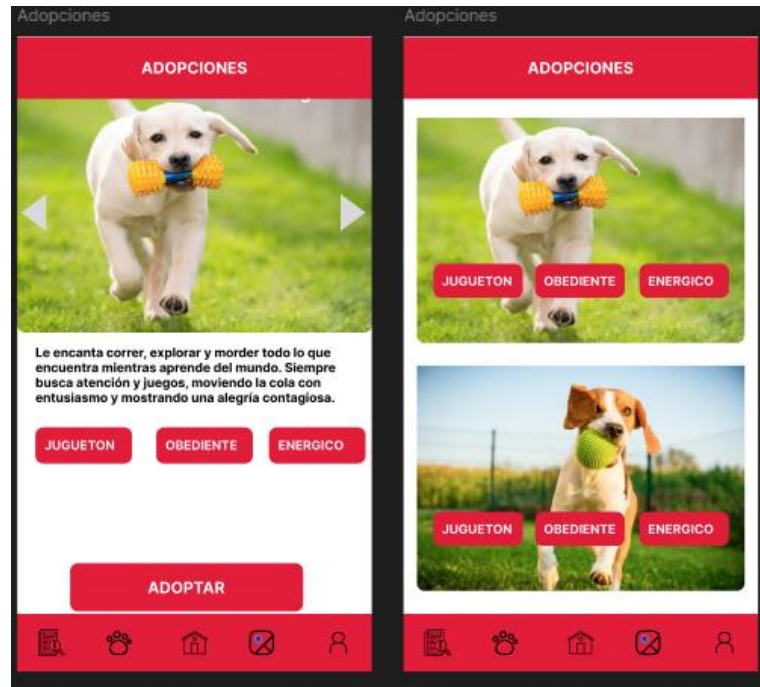 Adopciones
ADOPCIONES
Le encanta correr, explorar y morder todo lo que
encuentra mientras aprende del mundo. Siempre
busca atención y juegos, moviendo la cola con
entusiasmo y mostrando una alegría contagiosa.
JUGUETON OBEDIENTE ENERGICO
ADOPTAR
Adopciones
ADOPCIONES
JUGUETON OBEDIENTE ENERGICO
JUGUETON OBEDIENTE ENERGICO